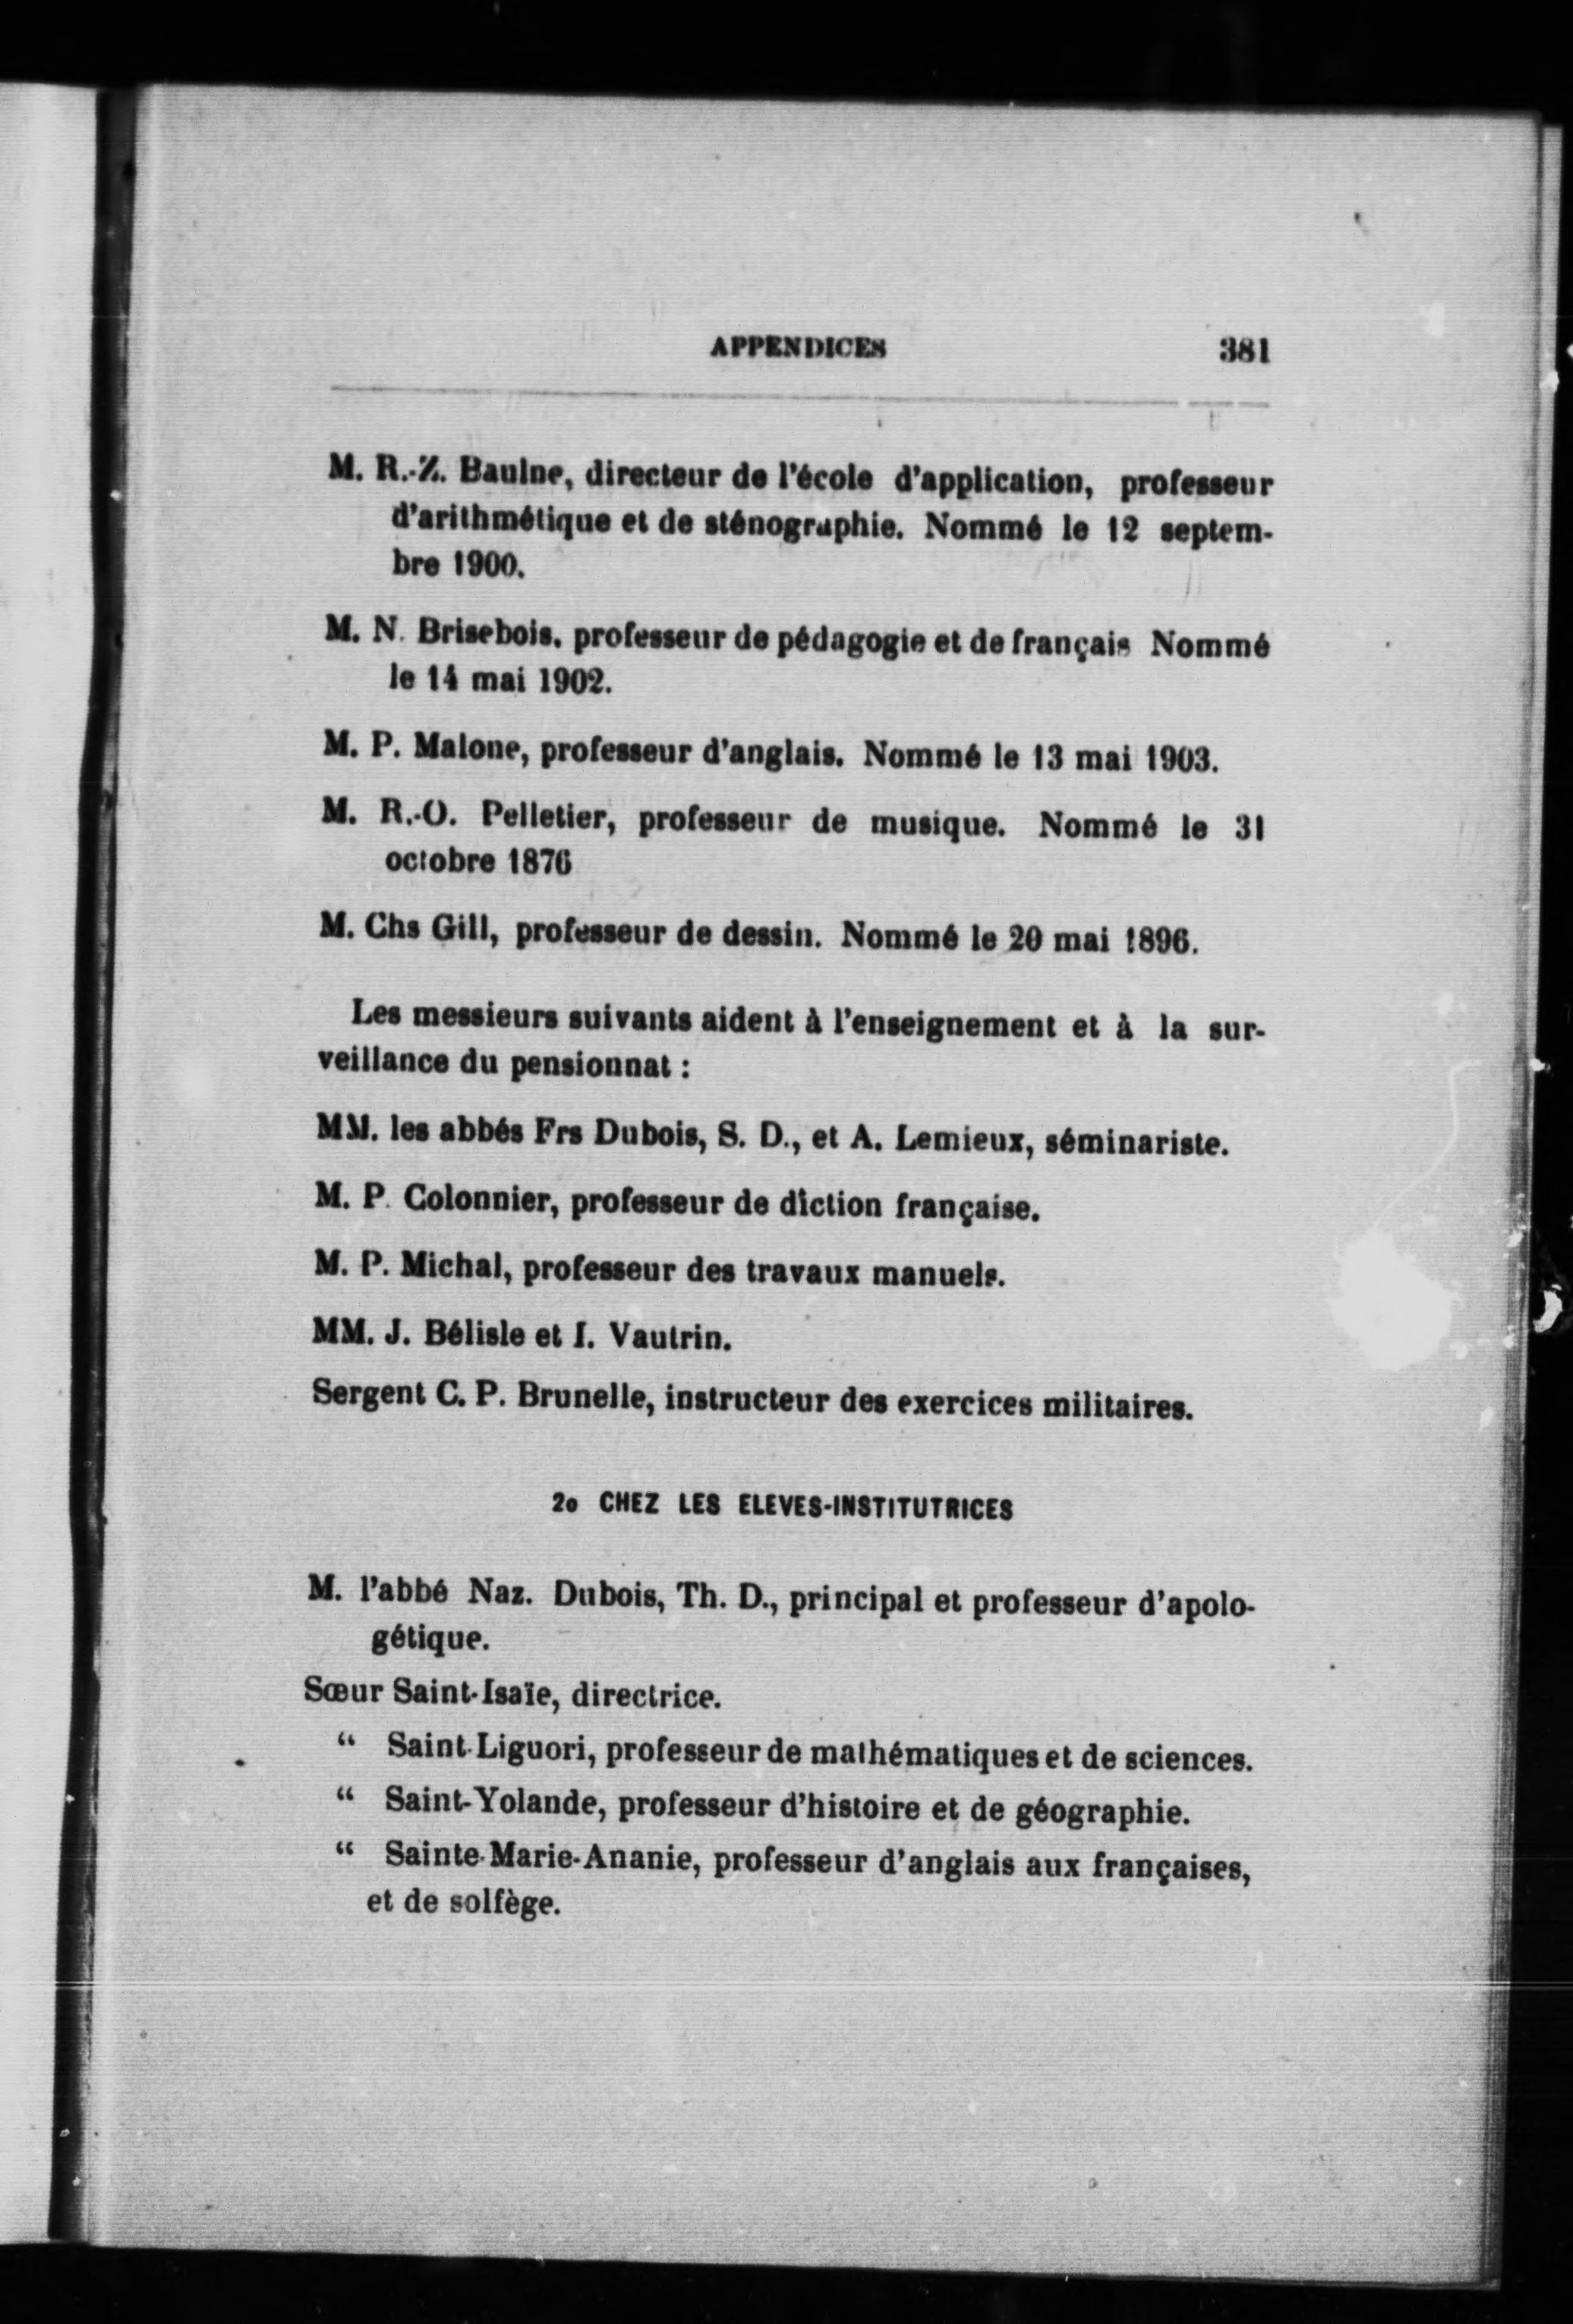 APPENDICES 381
M. R.-Z. Baulne, directeur de l'école d'application, professeur
d'arithmétique et de sténographie. Nommé le 12 septem-
bre 1900.
M. N. Brisebois, professeur de pédagogie et de français Nommé
le 14 mai 1902.
M. P. Malone, professeur d'anglais. Nommé le 13 mai 1903.
M. R.-O. Pelletier, professeur de musique. Nommé le 31
octobre 1876
M. Chs Gill, professeur de dessin. Nommé le 20 mai 1896.
Les messieurs suivants aident à l'enseignement et à la sur-
veillance du pensionnat :
MM. les abbés Frs Dubois, S. D., et A. Lemieux, séminariste.
M. P. Colonnier, professeur de diction française.
M. P. Michal, professeur des travaux manuels.
MM. J. Bélisle et I. Vautrin.
Sergent C. P. Brunelle, instructeur des exercices militaires.
2o CHEZ LES ELEVES-INSTITUTRICES
M. l'abbé Naz. Dubois, Th. D., principal et professeur d'apolo-
gétique.
Sœur Saint-Isaïe, directrice.
“ Saint-Liguori, professeur de mathématiques et de sciences.
“ Saint-Yolande, professeur d'histoire et de géographie.
“ Sainte-Marie-Ananie, professeur d'anglais aux françaises,
et de solfège.